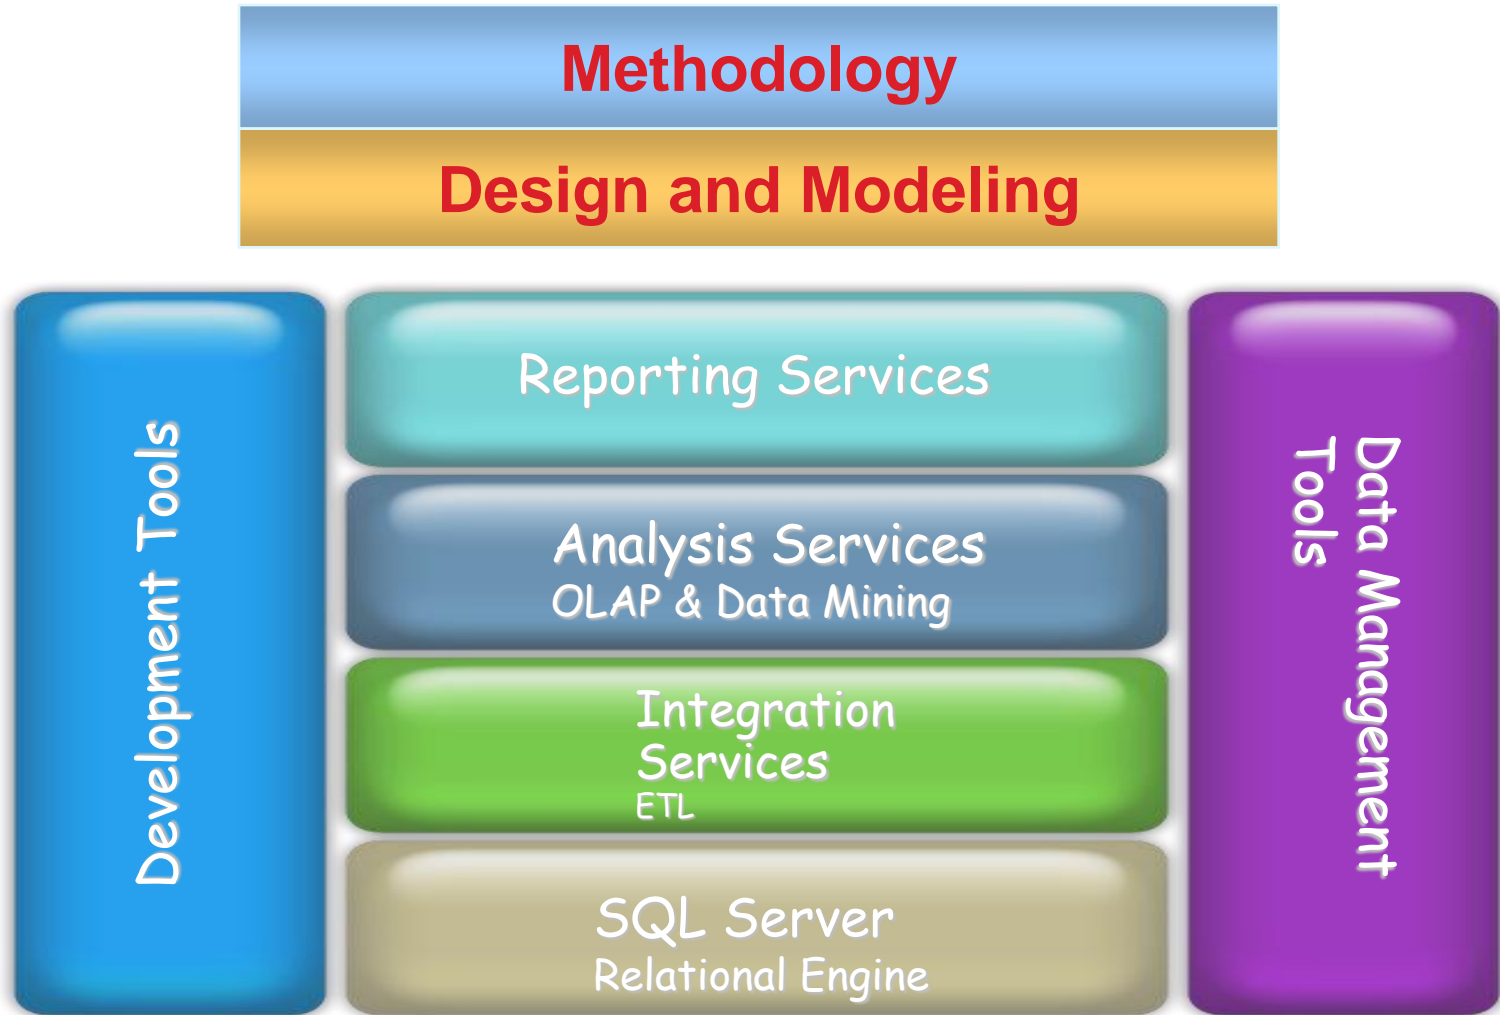 Methodology
Design and Modeling
Development Tools
Reporting Services
Analysis Services
OLAP & Data Mining
Integration
Services
ETL
SQL Server
Relational Engine
Data Management
Tools